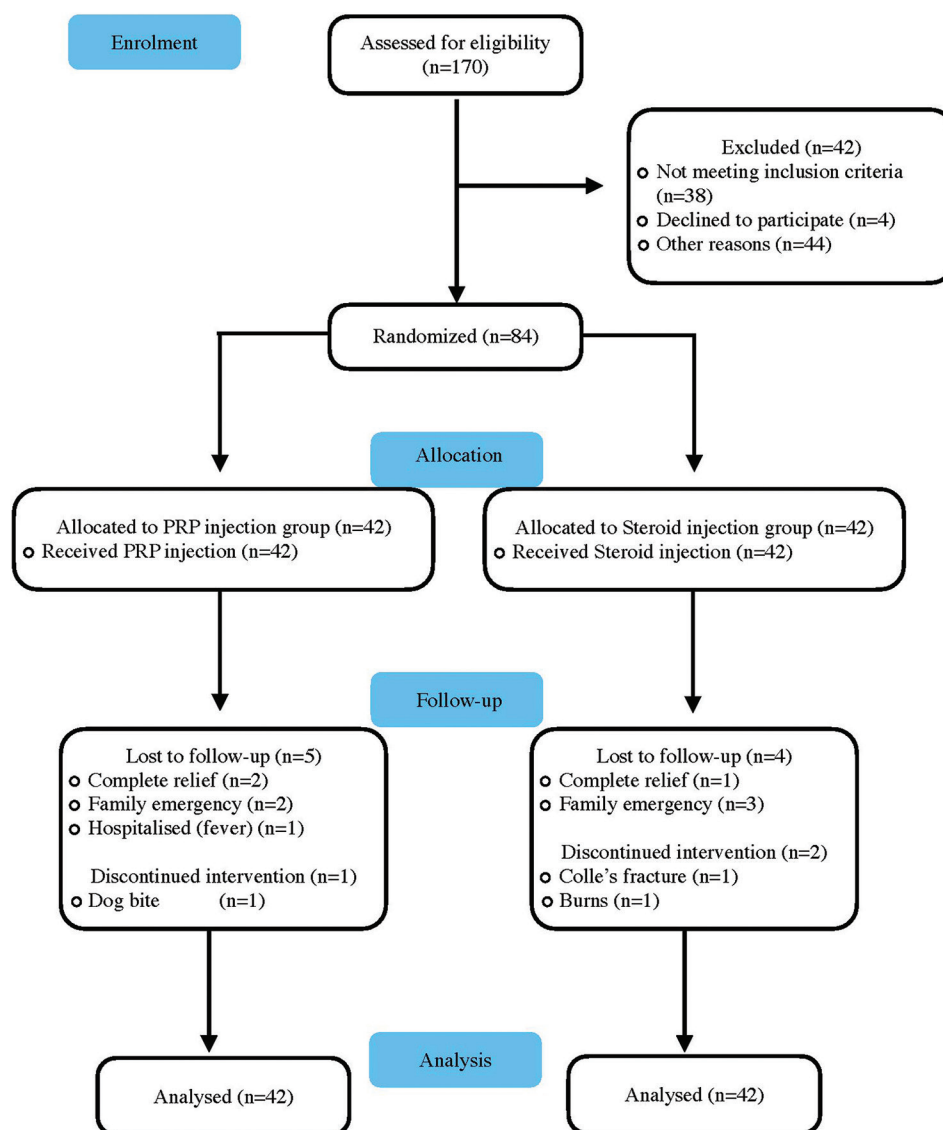 Enrolment
Assessed for eligibility
(n=170)
Excluded (n=42)
Not meeting inclusion criteria
(n=38)
Declined to participate (n=4)
Other reasons (n=44)
Randomized (n=84)
Allocation
Allocated to PRP injection group (n=42)
Received PRP injection (n=42)
Allocated to Steroid injection group (n=42)
Received Steroid injection (n=42)
Follow-up
Lost to follow-up (n=5)
Complete relief (n=2)
Family emergency (n=2)
Hospitalised (fever) (n=1)
Discontinued intervention (n=1)
Dog bite (n=1)
Lost to follow-up (n=4)
Complete relief (n=1)
Family emergency (n=3)
Discontinued intervention (n=2)
Colle's fracture (n=1)
Burns (n=1)
Analysis
Analysed (n=42)
Analysed (n=42)